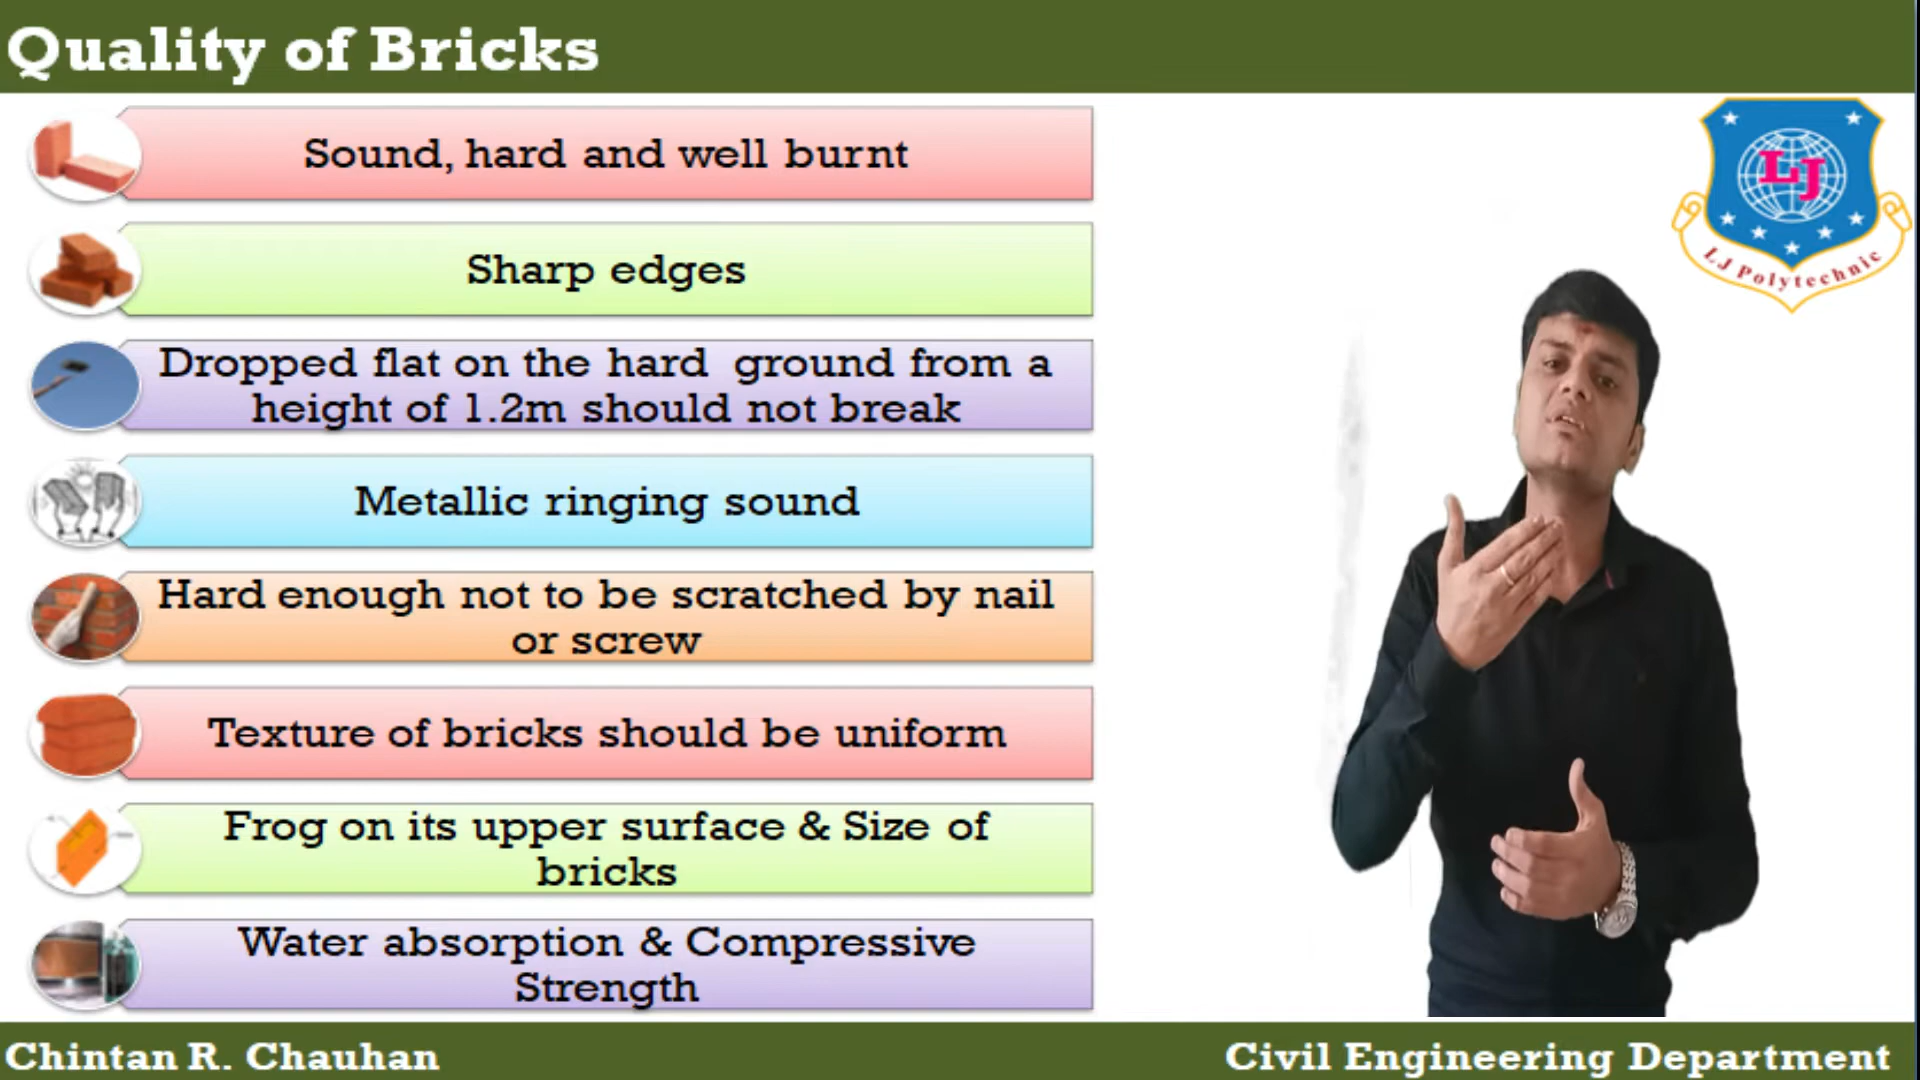 Quality of Bricks
Sound, hard and well burnt
Sharp edges
Dropped flat on the hard ground from a
height of 1.2m should not break
Metallic ringing sound
Hard enough not to be scratched by nail
or screw
Texture of bricks should be uniform
Frog on its upper surface & Size of
bricks
Water absorption & Compressive
Strength
LJ
LJ Polytechnic
Chintan R. Chauhan
Civil Engineering Department